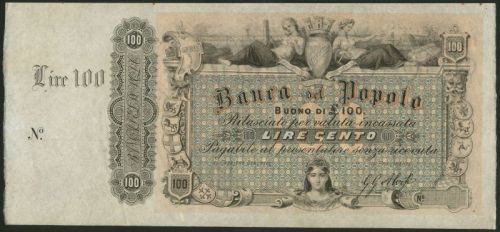 100
100
Lire 100
Banca del Popolo
BUONO DI £ 100.
Rilasciato per valuta incassata
LIRE CENTO
Pagabile al presentatore senza ricevuta
No.
100
100
No.